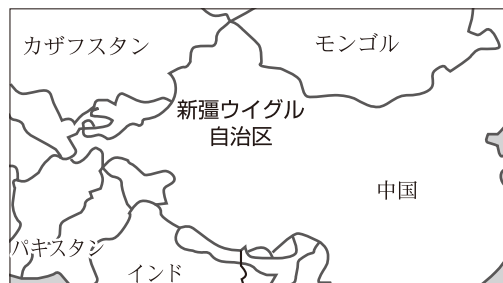 カザフスタン
モンゴル
新疆ウイグル
自治区
中国
パキスタン
インド